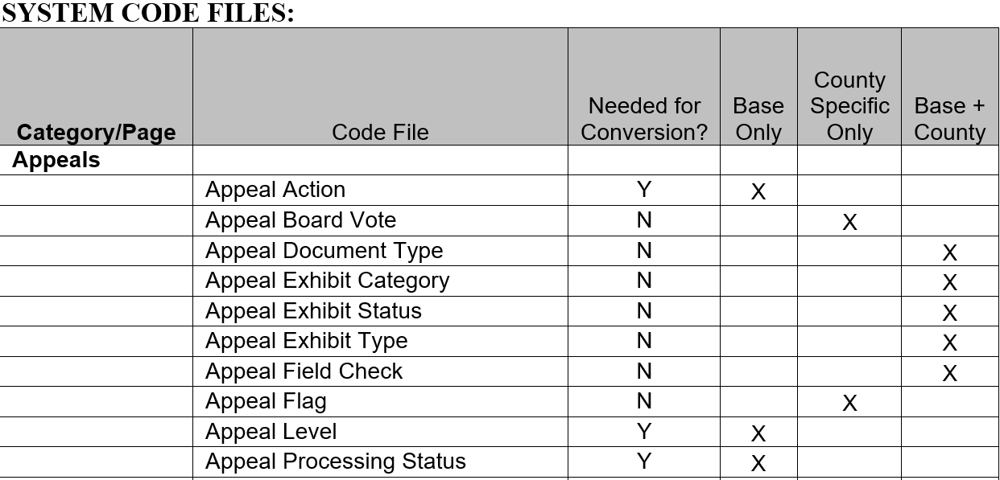 SYSTEM CODE FILES:
Category/Page Code File Needed for Conversion? Base Only County Specific Only Base + County
Appeals
Appeal Action Y X
Appeal Board Vote N X
Appeal Document Type N X
Appeal Exhibit Category N X
Appeal Exhibit Status N X
Appeal Exhibit Type N X
Appeal Field Check N X
Appeal Flag N X
Appeal Level Y X
Appeal Processing Status Y X